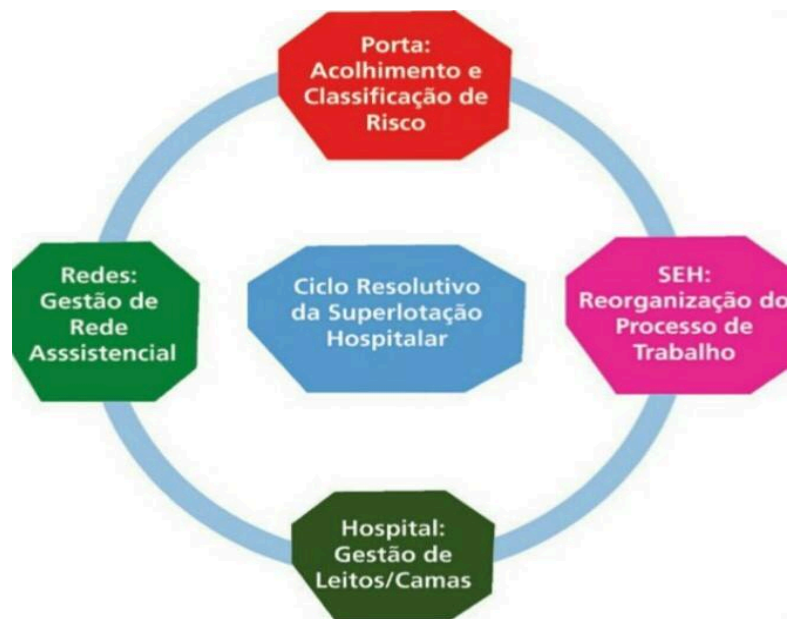 Porta:
Acolhimento e
Classificação de
Risco
Redes:
Gestão de
Rede
Asssistencial
Ciclo Resolutivo
da Superlotação
Hospitalar
SEH:
Reorganização do
Processo de
Trabalho
Hospital:
Gestão de
Leitos/Camas